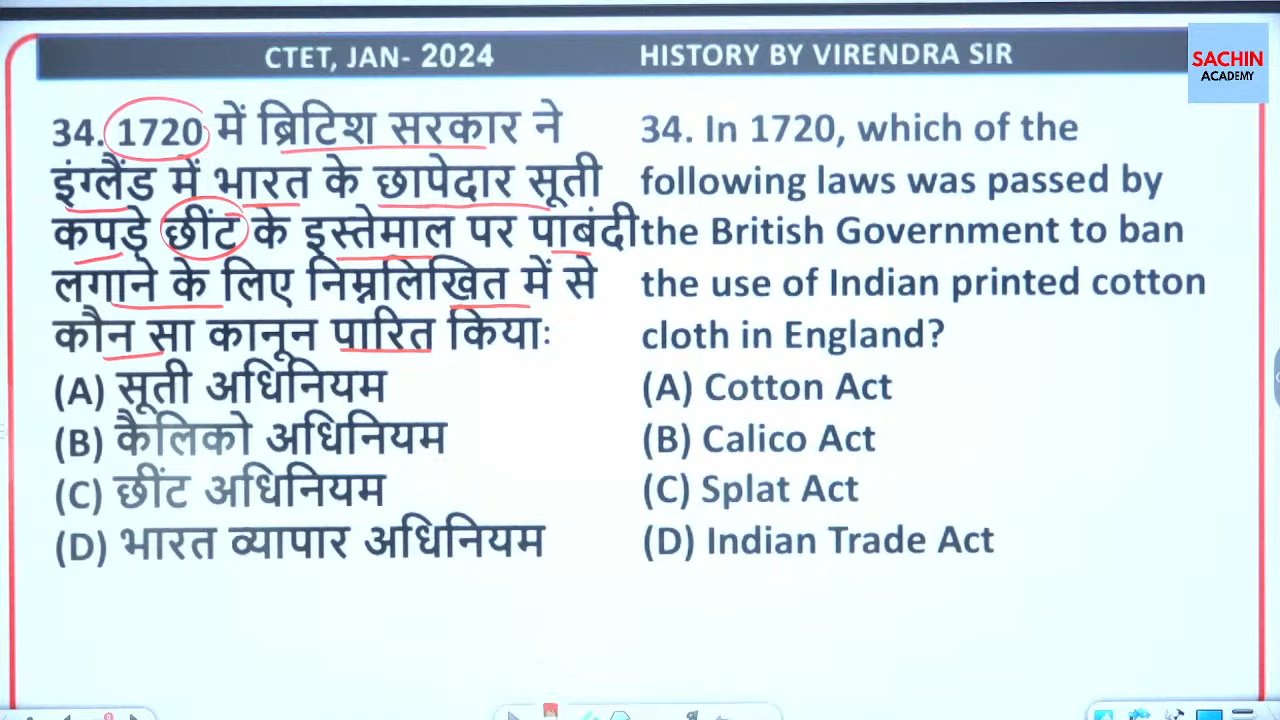 CTET, JAN- 2024
HISTORY BY VIRENDRA SIR
SACHIN
ACADEMY
34. 1720 में ब्रिटिश सरकार ने
इंग्लैंड में भारत के छापेदार सूती
कपड़े छींट के इस्तेमाल पर पाबंदी
लगाने के लिए निम्नलिखित में से
कौन सा कानून पारित कियाः
(A) सूती अधिनियम
(B) कैलिको अधिनियम
(C) छींट अधिनियम
(D) भारत व्यापार अधिनियम
34. In 1720, which of the
following laws was passed by
the British Government to ban
the use of Indian printed cotton
cloth in England?
(A) Cotton Act
(B) Calico Act
(C) Splat Act
(D) Indian Trade Act